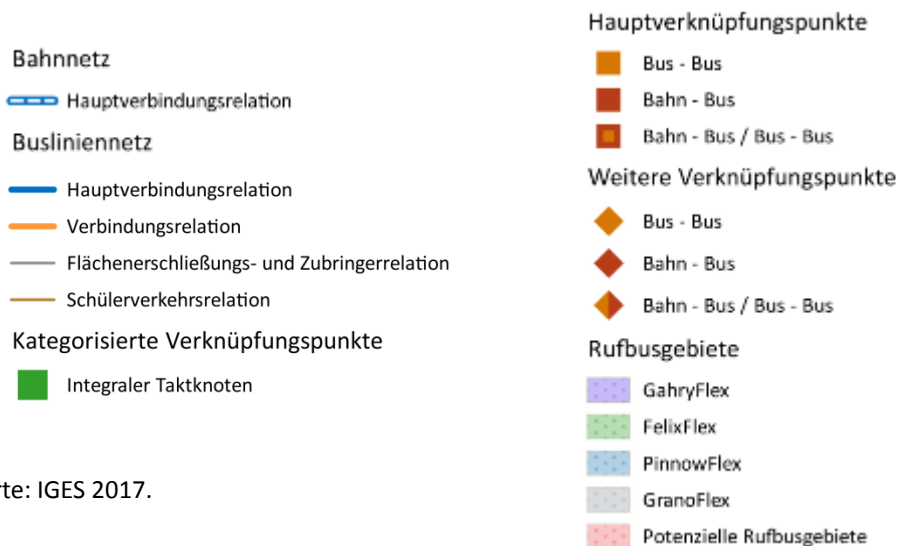 Bahnnetz
Hauptverbindungsrelation
Busliniennetz
Hauptverbindungsrelation
Verbindungsrelation
Flächenerschließungs- und Zubringerrelation
Schülerverkehrsrelation
Kategorisierte Verknüpfungspunkte
Integraler Taktknoten
rte: IGES 2017.
Hauptverknüpfungspunkte
Bus - Bus
Bahn - Bus
Bahn - Bus / Bus - Bus
Weitere Verknüpfungspunkte
Bus - Bus
Bahn - Bus
Bahn - Bus / Bus - Bus
Rufbusgebiete
GahryFlex
FelixFlex
PinnowFlex
GranoFlex
Potenzielle Rufbusgebiete